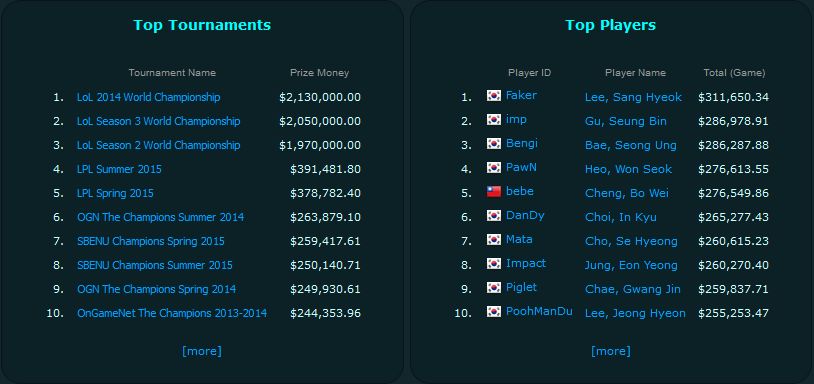 Top Tournaments
Tournament Name Prize Money
1. LoL 2014 World Championship $2,130,000.00
2. LoL Season 3 World Championship $2,050,000.00
3. LoL Season 2 World Championship $1,970,000.00
4. LPL Summer 2015 $391,481.80
5. LPL Spring 2015 $378,782.40
6. OGN The Champions Summer 2014 $263,879.10
7. SBENU Champions Spring 2015 $259,417.61
8. SBENU Champions Summer 2015 $250,140.71
9. OGN The Champions Spring 2014 $249,930.61
10. OnGameNet The Champions 2013-2014 $244,353.96
[more]
Top Players
Player ID Player Name Total (Game)
1. Faker Lee, Sang Hyeok $311,650.34
2. imp Gu, Seung Bin $286,978.91
3. Bengi Bae, Seong Ung $286,287.88
4. PawN Heo, Won Seok $276,613.55
5. bebe Cheng, Bo Wei $276,549.86
6. DanDy Choi, In Kyu $265,277.43
7. Mata Cho, Se Hyeong $260,615.23
8. Impact Jung, Eon Yeong $260,270.40
9. Piglet Chae, Gwang Jin $259,837.71
10. PoohManDu Lee, Jeong Hyeon $255,253.47
[more]